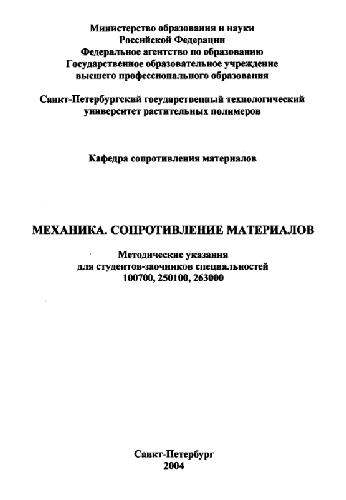 Министерство образования и науки
Российской Федерации
Федеральное агентство по образованию
Государственное образовательное учреждение
высшего профессионального образования
Санкт-Петербургский государственный технологический
университет растительных полимеров
Кафедра сопротивления материалов
МЕХАНИКА. СОПРОТИВЛЕНИЕ МАТЕРИАЛОВ
Методические указания
для студентов-заочников специальностей
100700, 250100, 263000
Санкт-Петербург
2004